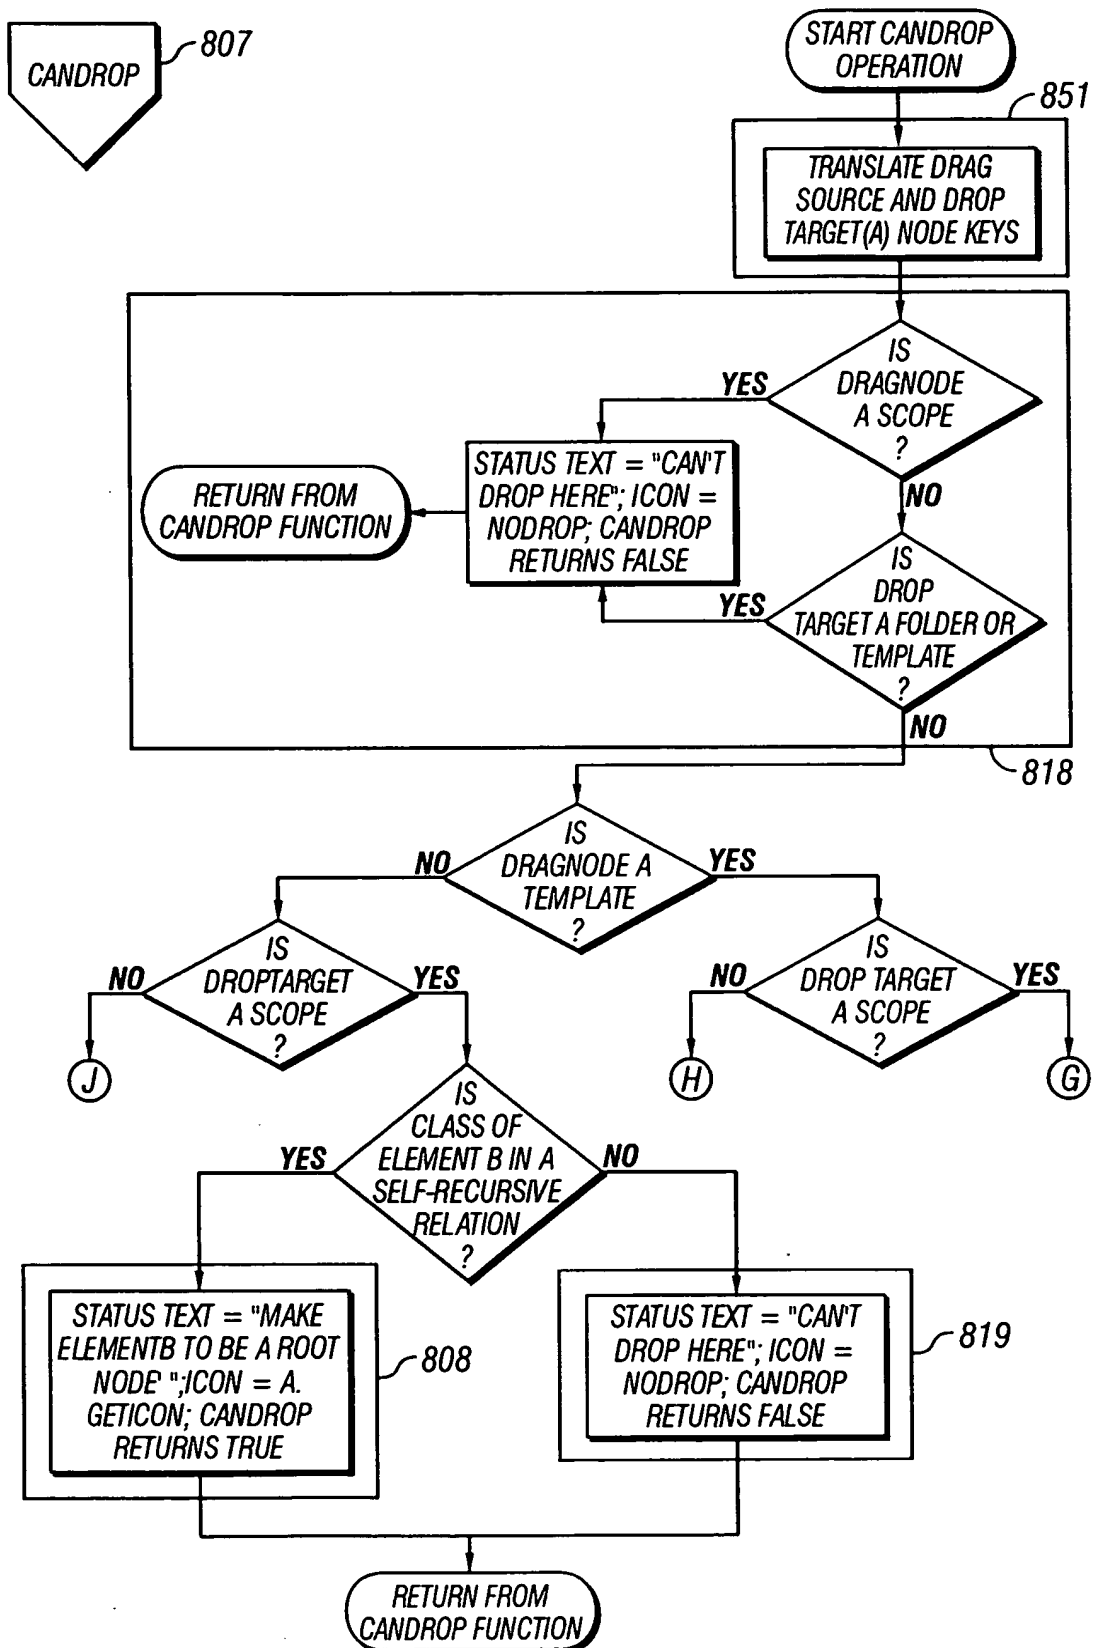 CANDROP
807
START CANDROP
OPERATION
851
TRANSLATE DRAG
SOURCE AND DROP
TARGET(A) NODE KEYS
IS
DRAGNODE
A SCOPE
?
YES
NO
STATUS TEXT = "CAN'T
DROP HERE"; ICON =
NODROP; CANDROP
RETURNS FALSE
RETURN FROM
CANDROP FUNCTION
IS
DROP
TARGET A FOLDER OR
TEMPLATE
?
YES
NO
818
IS
DRAGNODE A
TEMPLATE
?
NO
YES
IS
DROPTARGET
A SCOPE
?
NO
YES
IS
DROP TARGET
A SCOPE
?
NO
YES
J
H
G
IS
CLASS OF
ELEMENT B IN A
SELF-RECURSIVE
RELATION
?
YES
NO
STATUS TEXT = "MAKE
ELEMENTB TO BE A ROOT
NODE' ";ICON = A.
GETICON; CANDROP
RETURNS TRUE
808
STATUS TEXT = "CAN'T
DROP HERE"; ICON =
NODROP; CANDROP
RETURNS FALSE
819
RETURN FROM
CANDROP FUNCTION